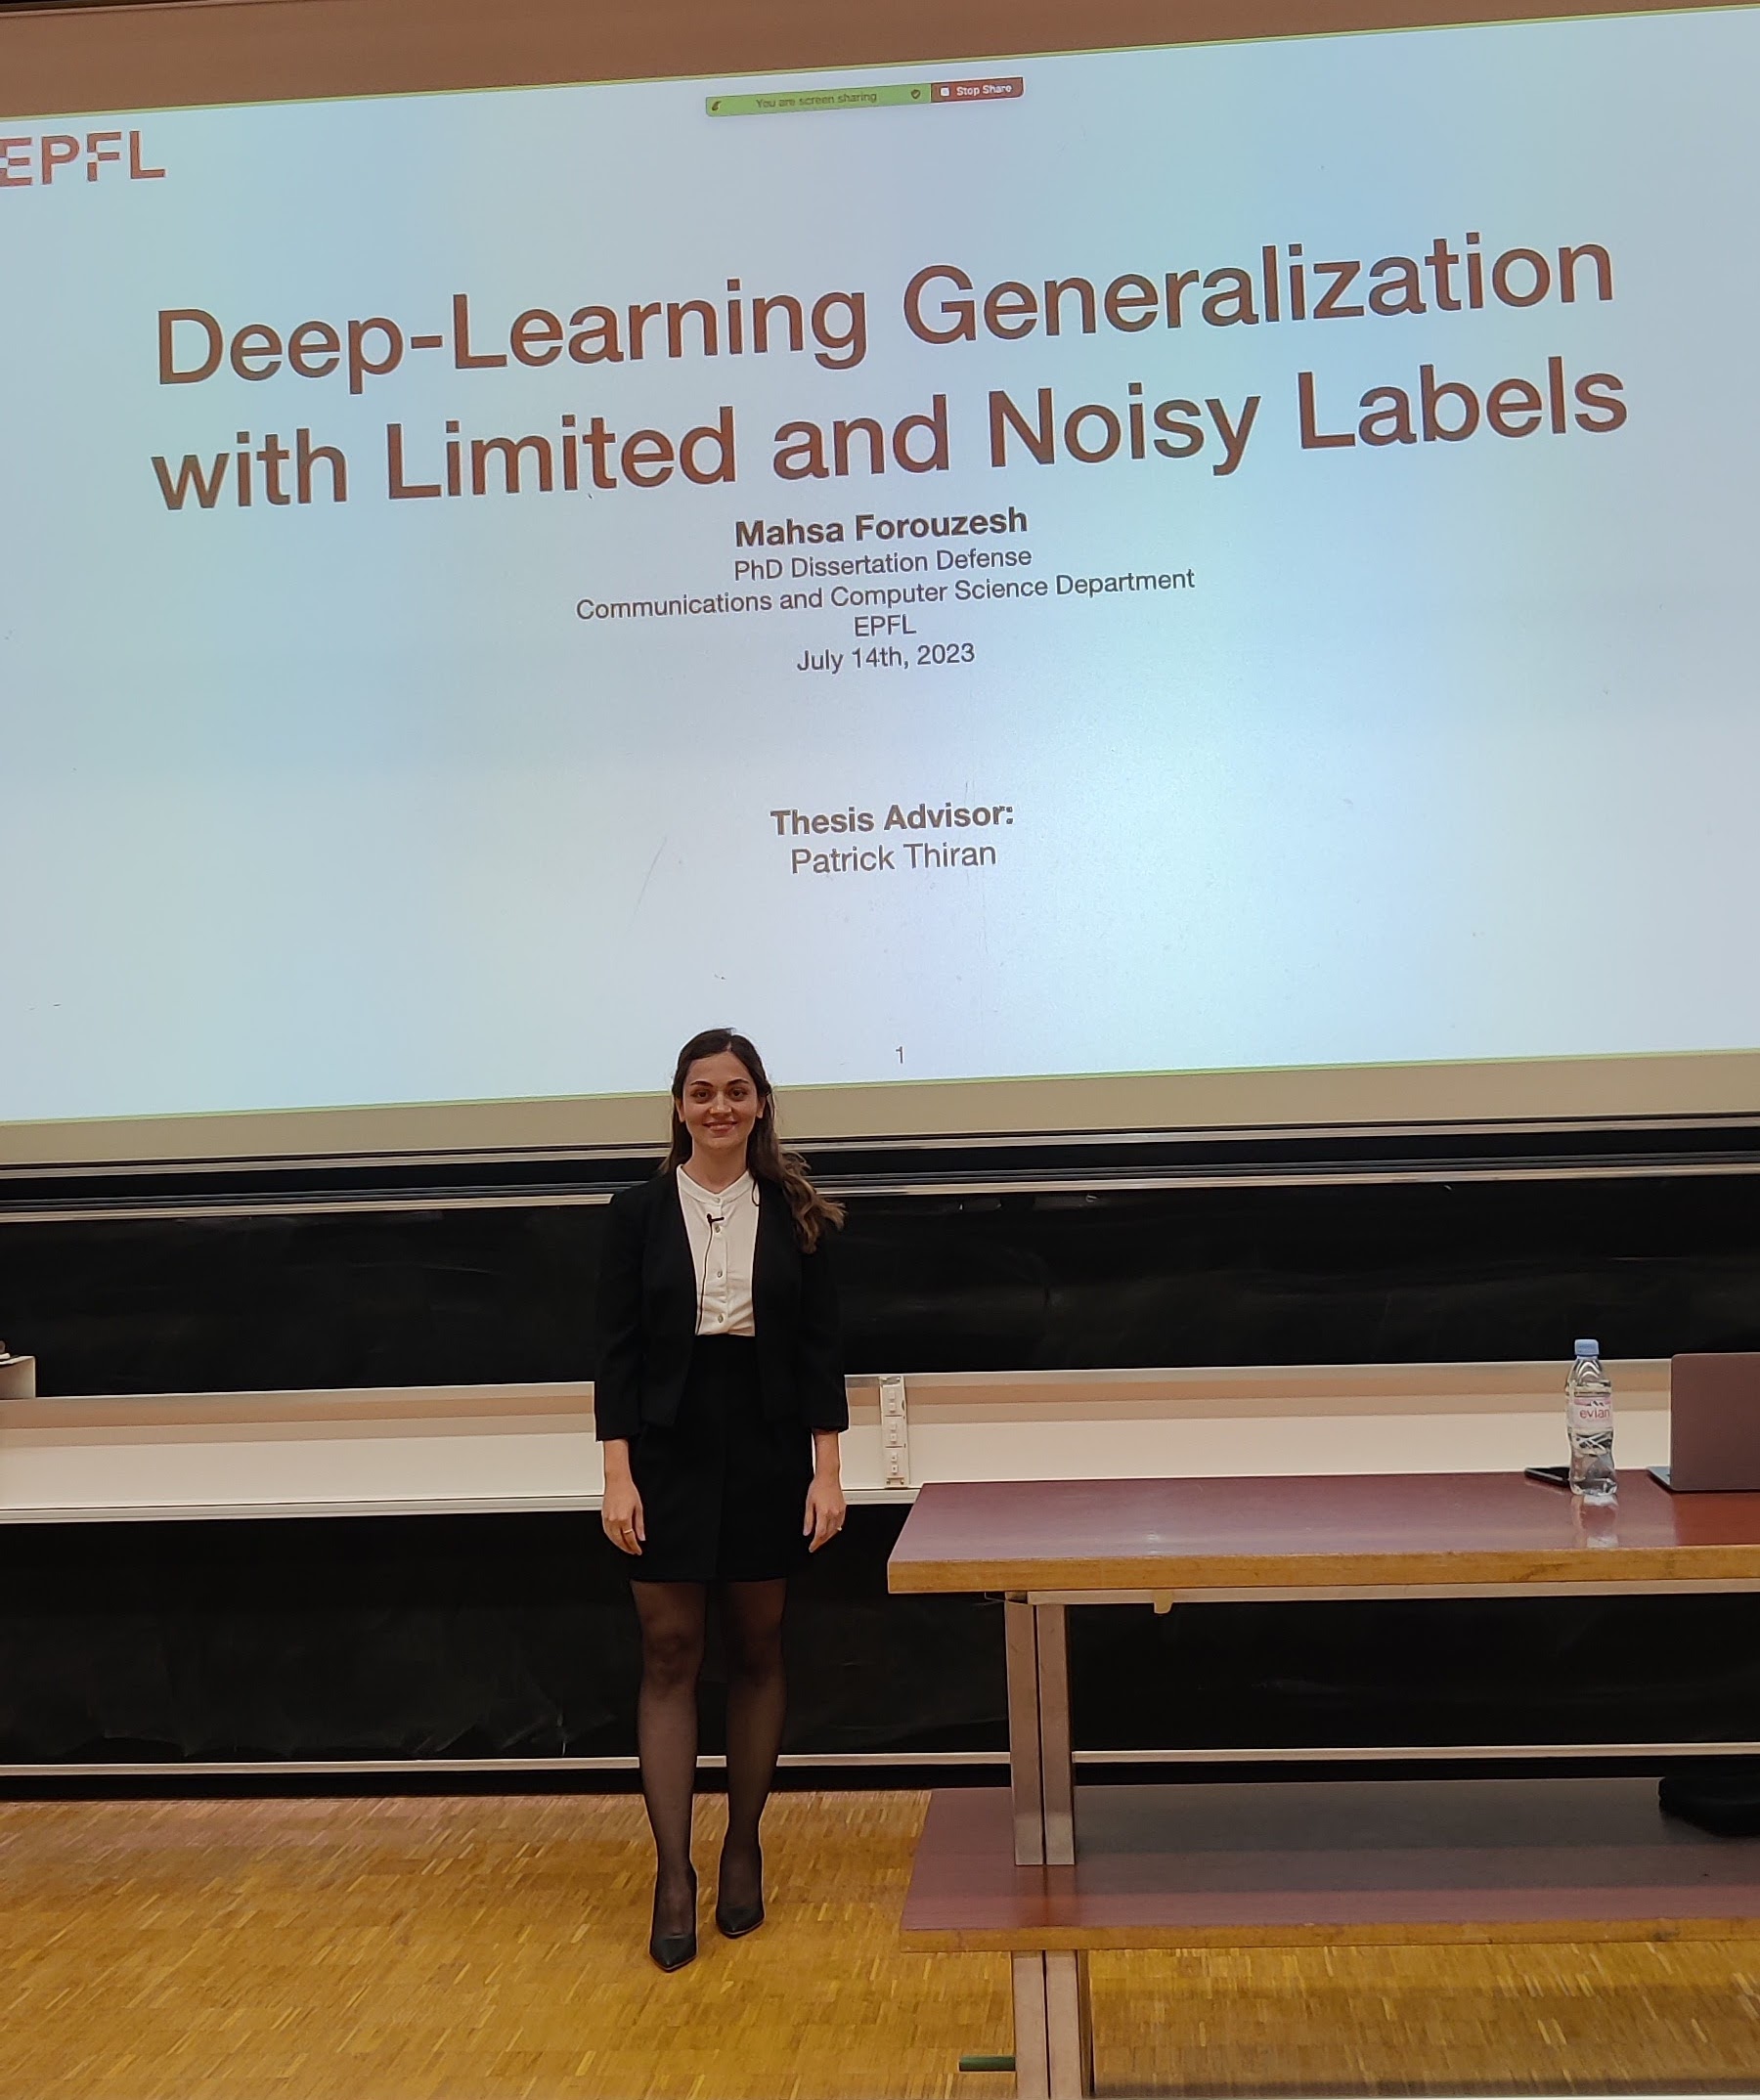 You are screen sharing Stop Share
EPFL
Deep-Learning Generalization
with Limited and Noisy Labels
Mahsa Forouzesh
PhD Dissertation Defense
Communications and Computer Science Department
EPFL
July 14th, 2023
Thesis Advisor:
Patrick Thiran
1
evian